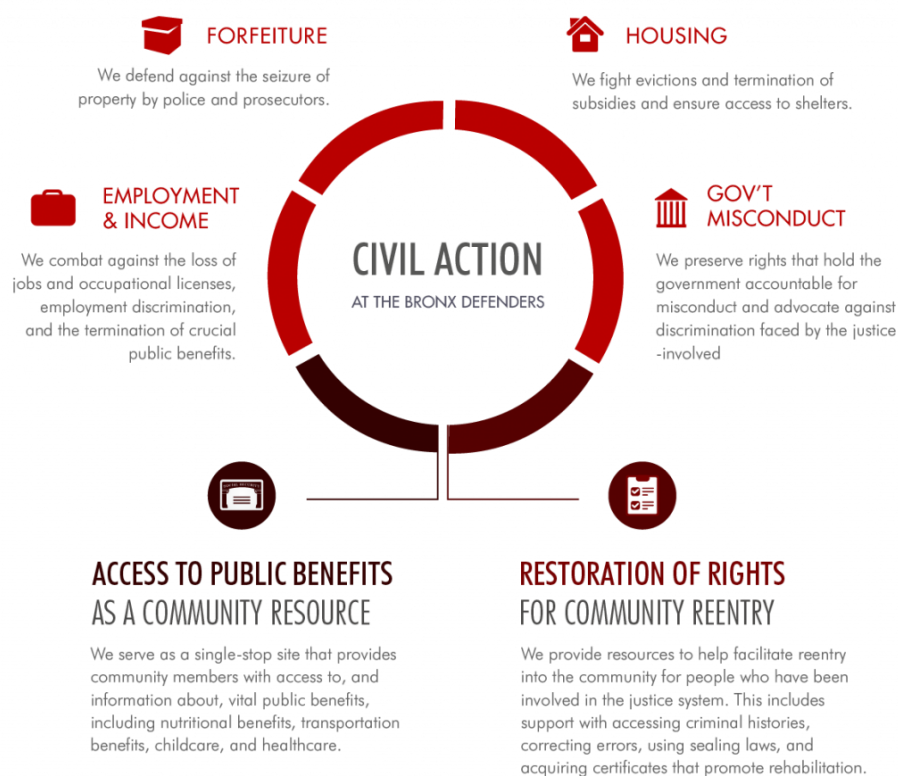 FORFEITURE
We defend against the seizure of
property by police and prosecutors.
HOUSING
We fight evictions and termination of
subsidies and ensure access to shelters.
EMPLOYMENT
& INCOME
We combat against the loss of
jobs and occupational licenses,
employment discrimination,
and the termination of crucial
public benefits.
CIVIL ACTION
AT THE BRONX DEFENDERS
GOV'T
MISCONDUCT
We preserve rights that hold the
government accountable for
misconduct and advocate against
discrimination faced by the justice
-involved
SOCIAL SECURITY
ACCESS TO PUBLIC BENEFITS
AS A COMMUNITY RESOURCE
We serve as a single-stop site that provides
community members with access to, and
information about, vital public benefits,
including nutritional benefits, transportation
benefits, childcare, and healthcare.
RESTORATION OF RIGHTS
FOR COMMUNITY REENTRY
We provide resources to help facilitate reentry
into the community for people who have been
involved in the justice system. This includes
support with accessing criminal histories,
correcting errors, using sealing laws, and
acquiring certificates that promote rehabilitation.